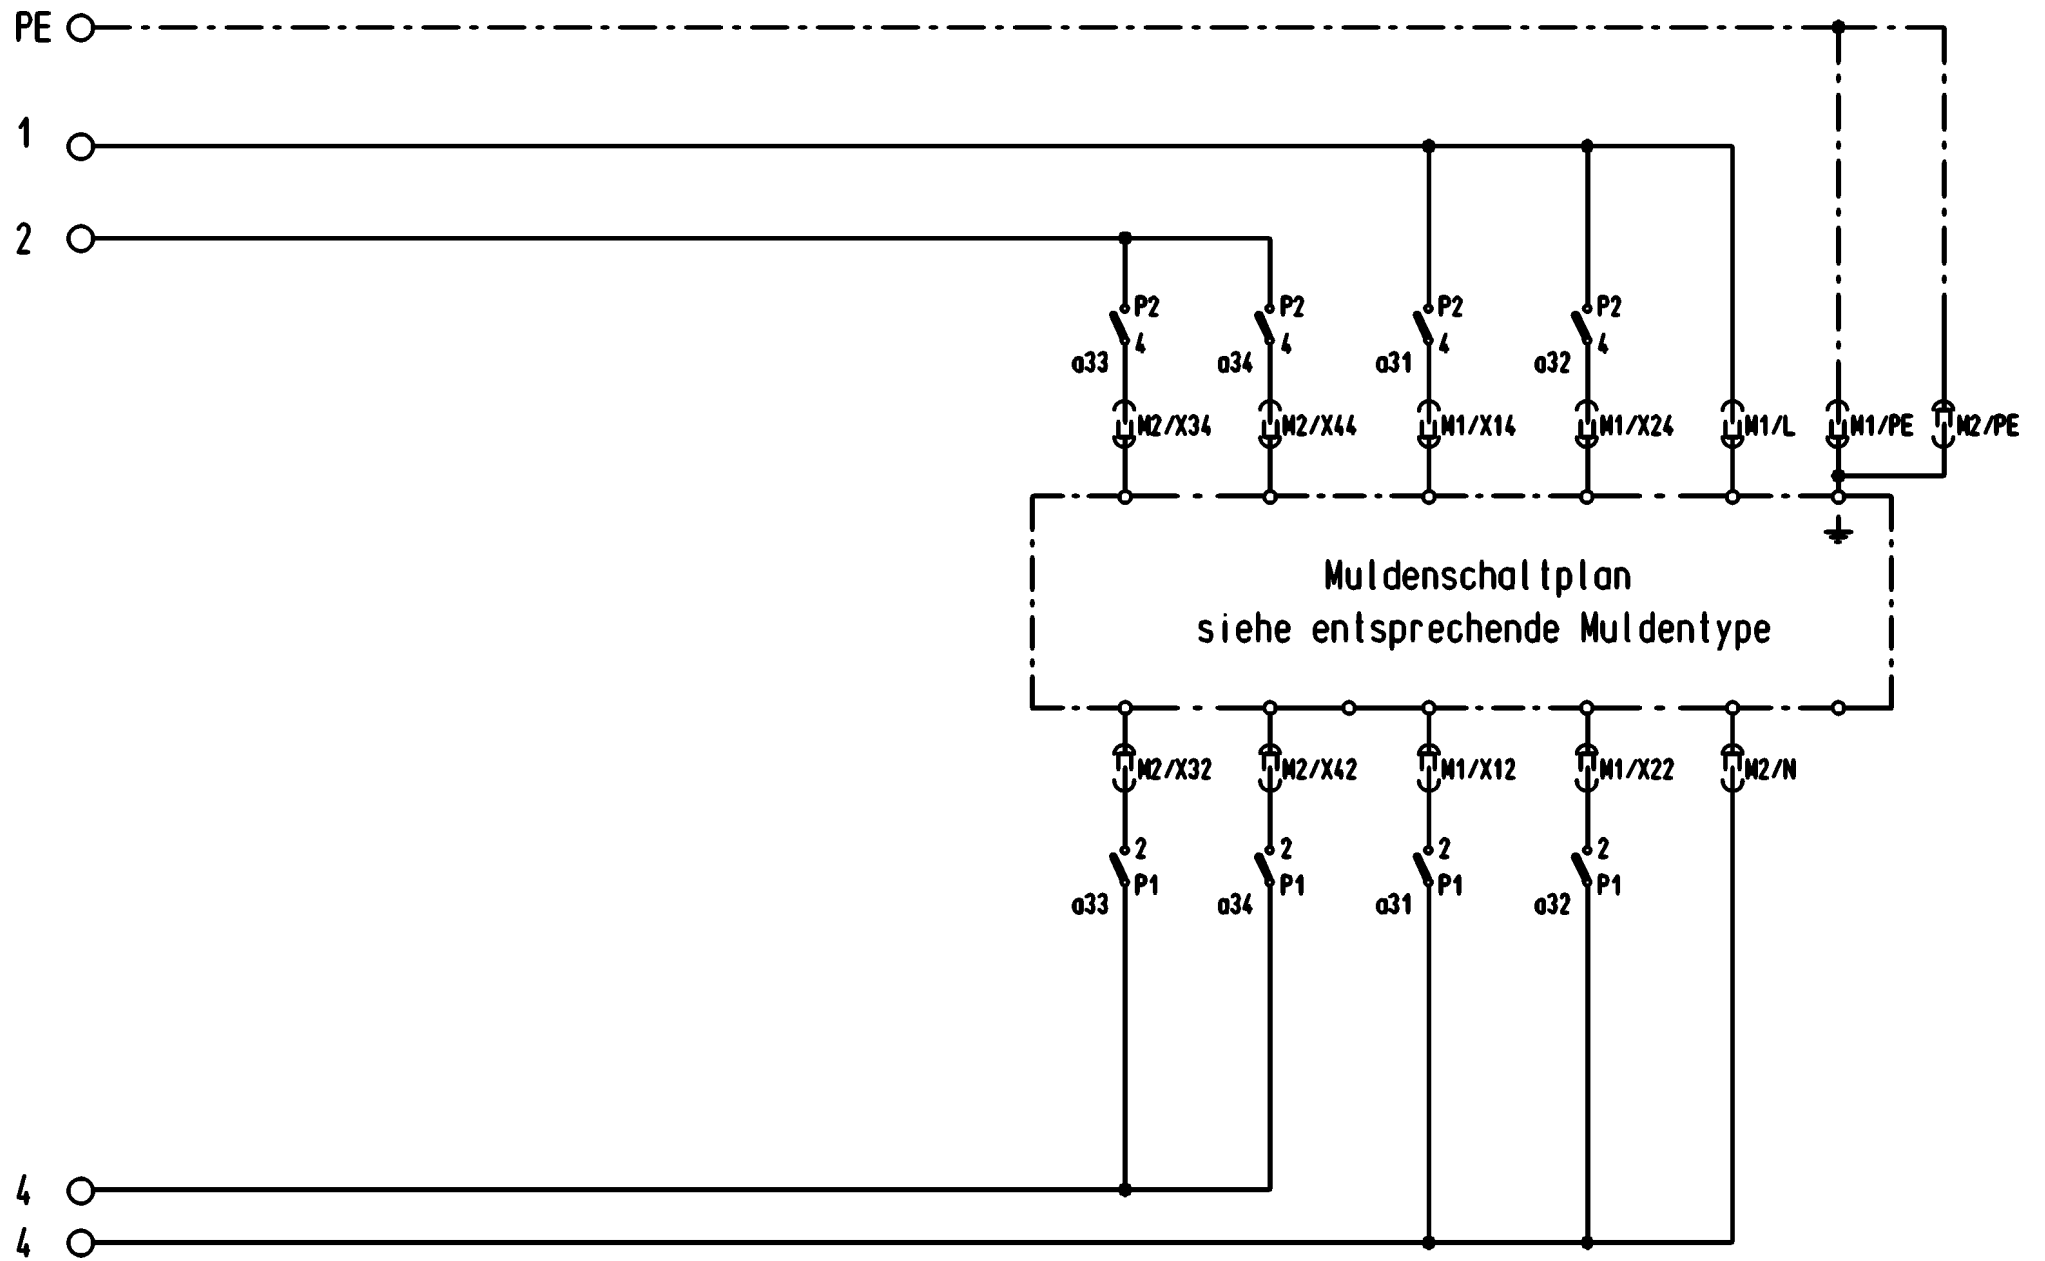 PE
1
2
P2 P2 P2 P2
4 4 4 4
a33 a34 a31 a32
M2/X34 M2/X44 M1/X14 M1/X24 M1/L M1/PE M2/PE
Muldenschaltplan
siehe entsprechende Muldentype
M2/X32 M2/X42 M1/X12 M1/X22 M2/N
2 2 2 2
P1 P1 P1 P1
a33 a34 a31 a32
4
4